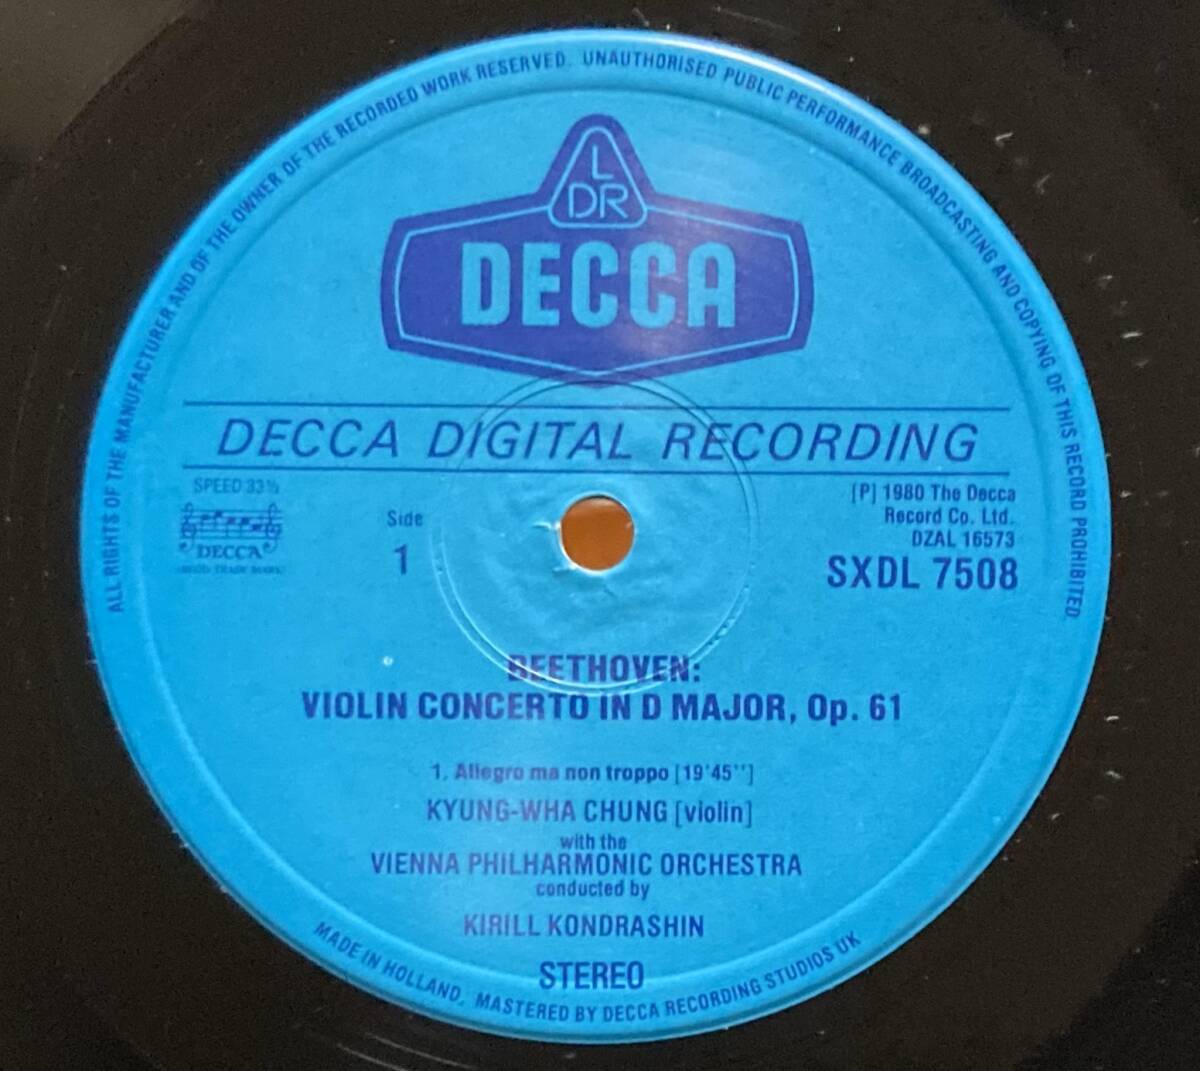 ALL RIGHTS OF THE MANUFACTURER AND OF THE OWNER OF THE RECORDED WORK RESERVED. UNAUTHORISED PUBLIC PERFORMANCE BROADCASTING AND COPYING OF THIS RECORD PROHIBITED
L
DR
DECCA
DECCA DIGITAL RECORDING
SPEED 33⅓
DECCA
Side
1
[P] 1980 The Decca
Record Co. Ltd.
DZAL 16573
SXDL 7508
BEETHOVEN:
VIOLIN CONCERTO IN D MAJOR, Op. 61
1. Allegro ma non troppo [19'45'']
KYUNG-WHA CHUNG [violin]
with the
VIENNA PHILHARMONIC ORCHESTRA
conducted by
KIRILL KONDRASHIN
STEREO
MADE IN HOLLAND. MASTERED BY DECCA RECORDING STUDIOS UK